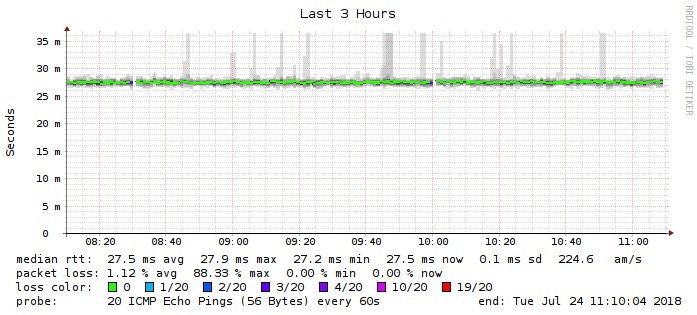 Last 3 Hours
RRDTOOL / TOBI OETIKER
Seconds
35 m
30 m
25 m
20 m
15 m
10 m
5 m
0
08:20 08:40 09:00 09:20 09:40 10:00 10:20 10:40 11:00
median rtt: 27.5 ms avg 27.9 ms max 27.2 ms min 27.5 ms now 0.1 ms sd 224.6 am/s
packet loss: 1.12 % avg 88.33 % max 0.00 % min 0.00 % now
loss color: 0 1/20 2/20 3/20 4/20 10/20 19/20
probe: 20 ICMP Echo Pings (56 Bytes) every 60s end: Tue Jul 24 11:10:04 2018